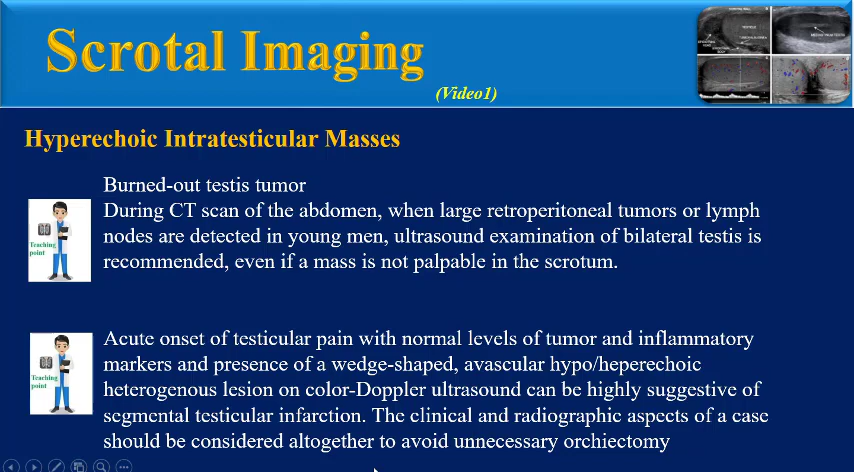 Scrotal Imaging
(Video1)
Hyperechoic Intratesticular Masses
Burned-out testis tumor
During CT scan of the abdomen, when large retroperitoneal tumors or lymph
nodes are detected in young men, ultrasound examination of bilateral testis is
recommended, even if a mass is not palpable in the scrotum.
Teaching
point
Acute onset of testicular pain with normal levels of tumor and inflammatory
markers and presence of a wedge-shaped, avascular hypo/heperechoic
heterogenous lesion on color-Doppler ultrasound can be highly suggestive of
segmental testicular infarction. The clinical and radiographic aspects of a case
should be considered altogether to avoid unnecessary orchiectomy
Teaching
point